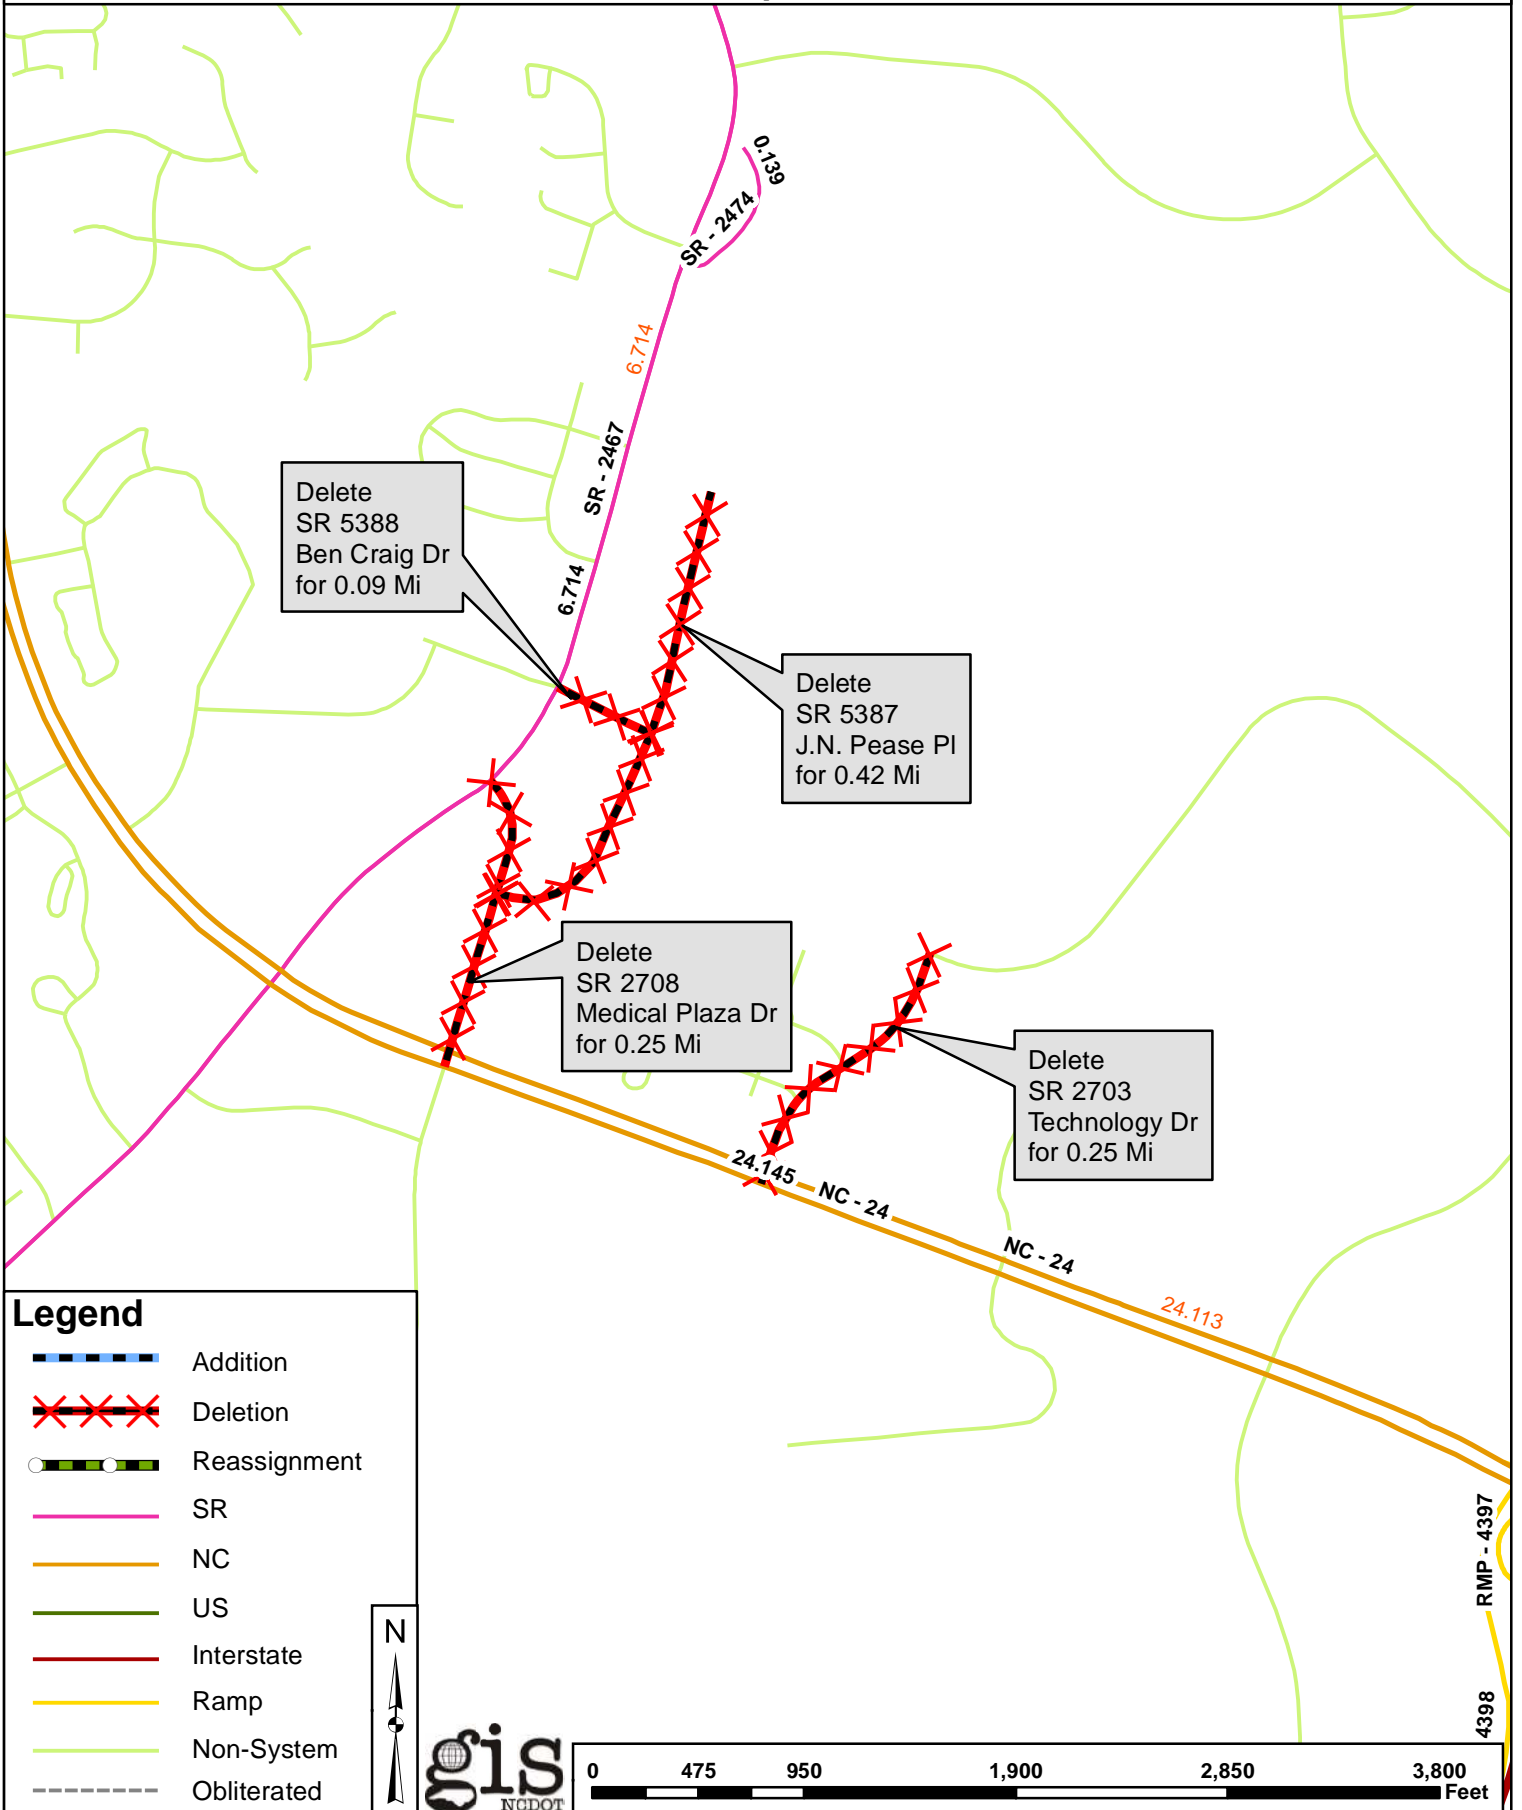 0.139
SR - 2474
6.714
SR - 2467
6.714
Delete
SR 5388
Ben Craig Dr
for 0.09 Mi
Delete
SR 5387
J.N. Pease Pl
for 0.42 Mi
Delete
SR 2708
Medical Plaza Dr
for 0.25 Mi
Delete
SR 2703
Technology Dr
for 0.25 Mi
24.145
NC - 24
NC - 24
24.113
RMP - 4397
4398
Legend
Addition
Deletion
Reassignment
SR
NC
US
Interstate
Ramp
Non-System
Obliterated
N
gis
NCDOT
0 475 950 1,900 2,850 3,800
Feet